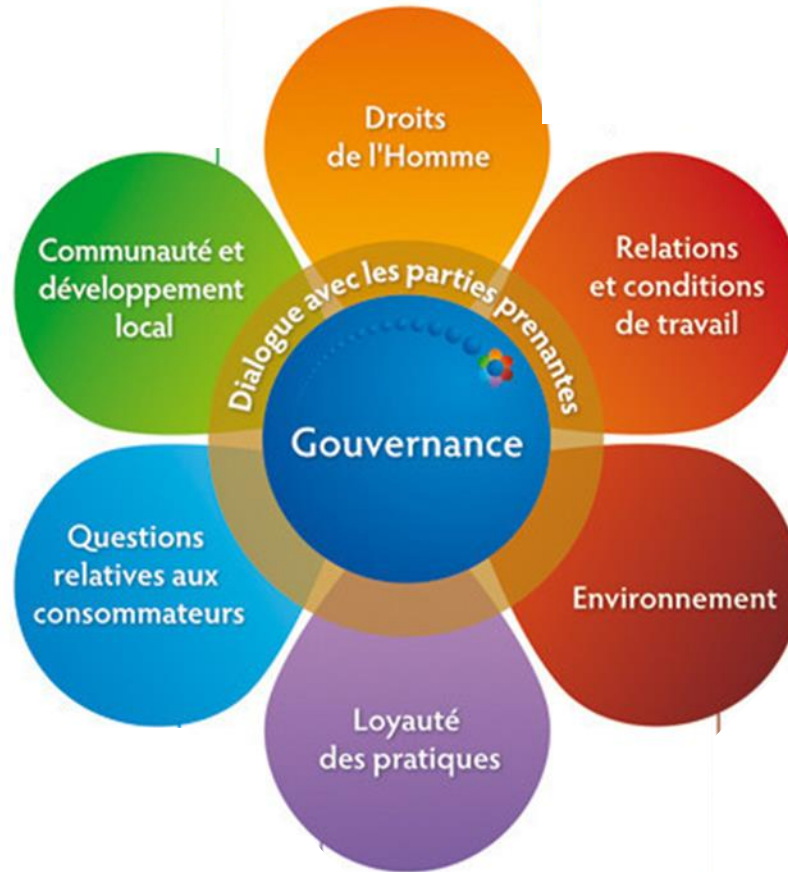 Droits
de l'Homme
Relations
et conditions
de travail
Environnement
Loyauté
des pratiques
Questions
relatives aux
consommateurs
Communauté et
développement
local
Dialogue avec les parties prenantes
Gouvernance